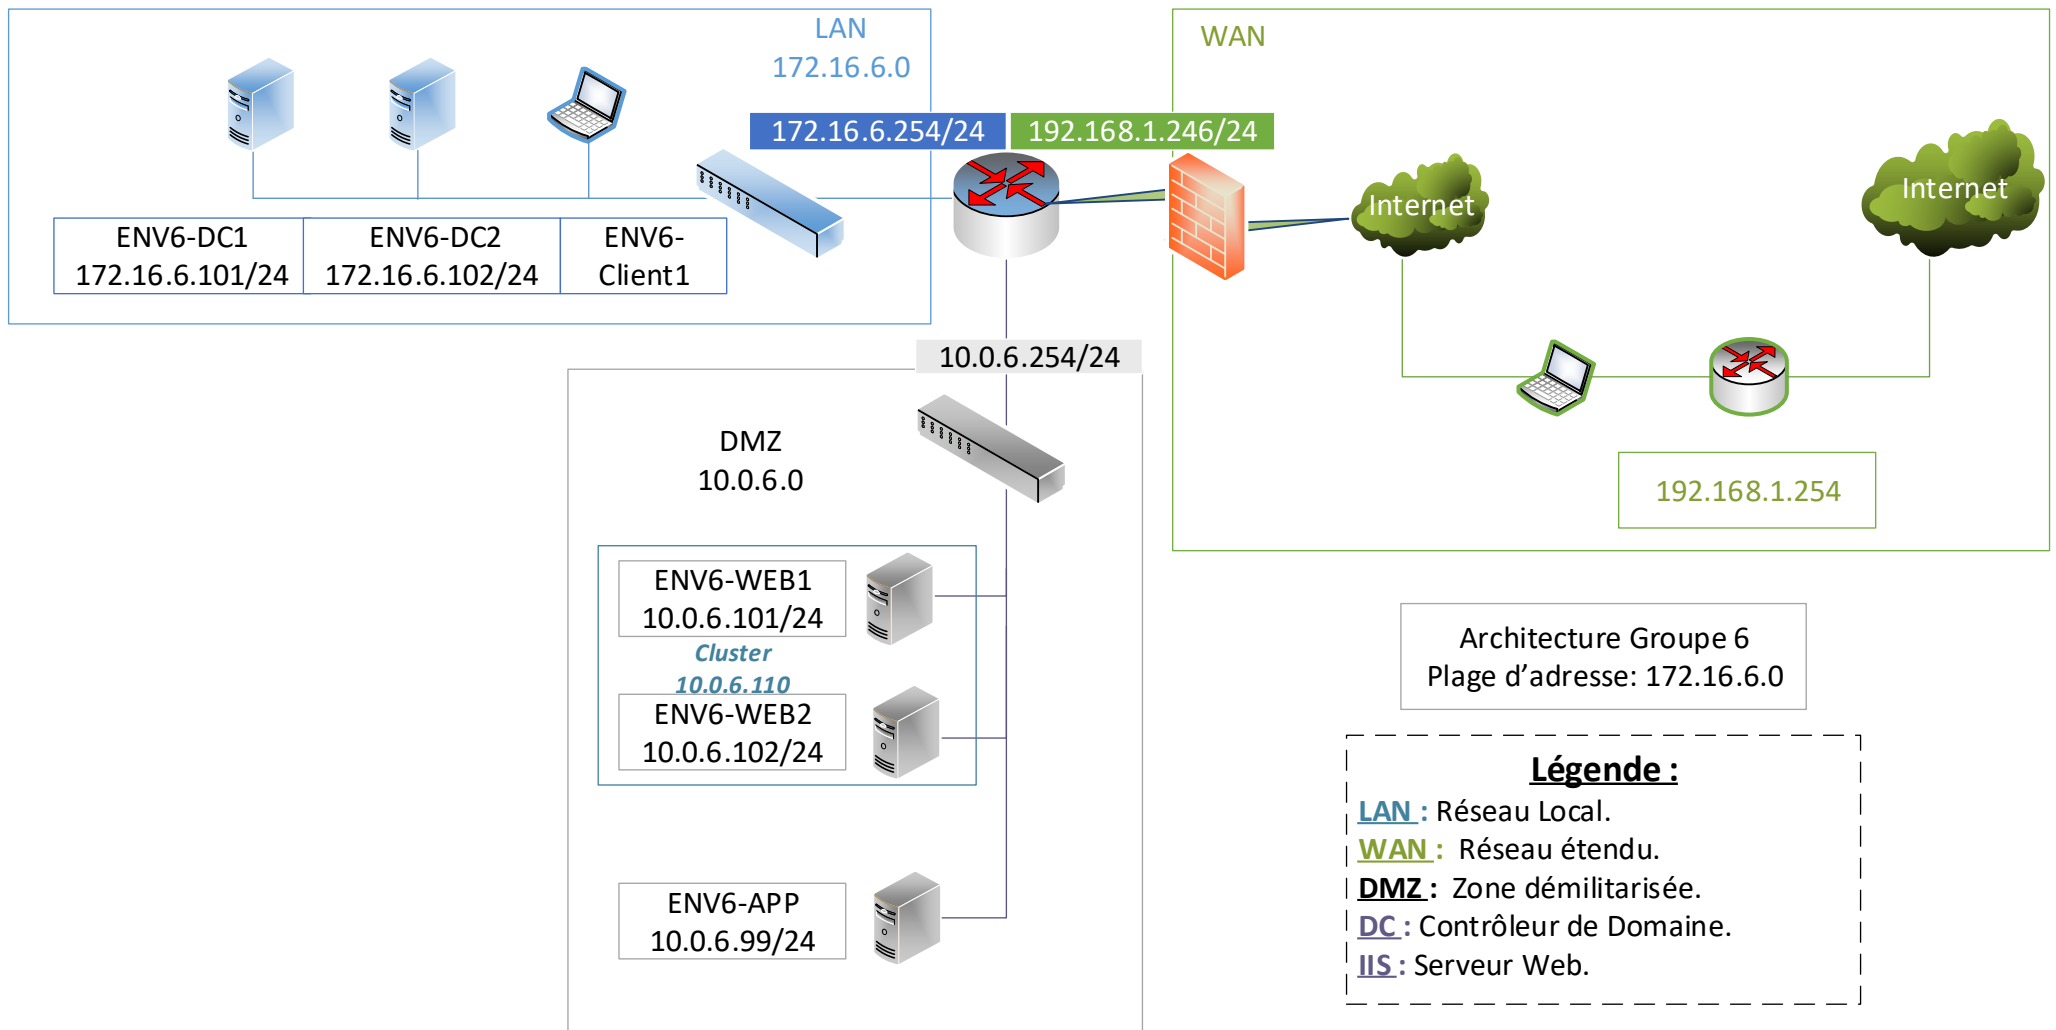 LAN
172.16.6.0
WAN
172.16.6.254/24
192.168.1.246/24
Internet
Internet
ENV6-DC1
172.16.6.101/24
ENV6-DC2
172.16.6.102/24
ENV6-
Client1
10.0.6.254/24
DMZ
10.0.6.0
192.168.1.254
ENV6-WEB1
10.0.6.101/24
Cluster
10.0.6.110
ENV6-WEB2
10.0.6.102/24
ENV6-APP
10.0.6.99/24
Architecture Groupe 6
Plage d’adresse: 172.16.6.0
Légende :
LAN : Réseau Local.
WAN : Réseau étendu.
DMZ : Zone démilitarisée.
DC : Contrôleur de Domaine.
IIS : Serveur Web.